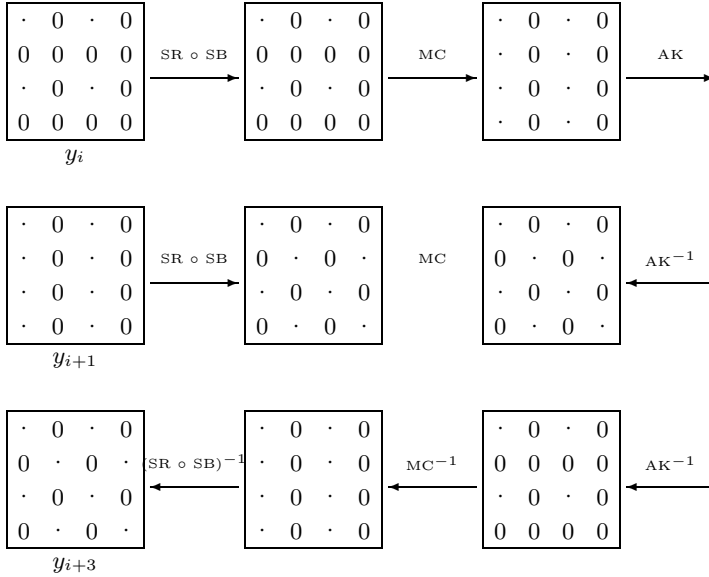 · 0 · 0 · 0 · 0 · 0 · 0
0 0 0 0 SR ∘ SB 0 0 0 0 MC · 0 · 0 AK
· 0 · 0 · 0 · 0 · 0 · 0
0 0 0 0 0 0 0 0 · 0 · 0
y_i
· 0 · 0 · 0 · 0 · 0 · 0
· 0 · 0 SR ∘ SB 0 · 0 · MC 0 · 0 · AK⁻¹
· 0 · 0 · 0 · 0 · 0 · 0
· 0 · 0 0 · 0 · 0 · 0 ·
y_{i+1}
· 0 · 0 · 0 · 0 · 0 · 0
0 · 0 · (SR ∘ SB)⁻¹ · 0 · 0 MC⁻¹ 0 0 0 0 AK⁻¹
· 0 · 0 · 0 · 0 · 0 · 0
0 · 0 · · 0 · 0 0 0 0 0
y_{i+3}